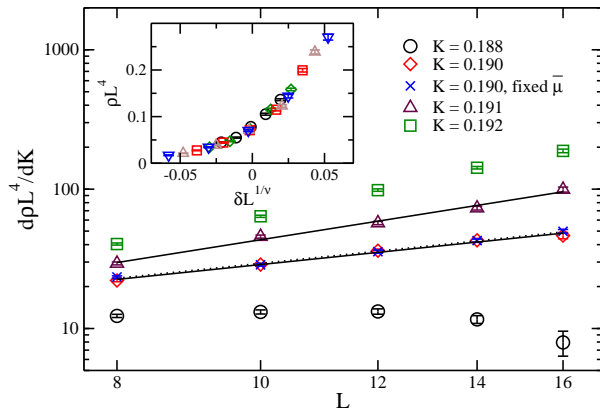 1000
100
10
dρL⁴/dK
8
10
12
14
16
L
0.2
0.1
0
ρL⁴
-0.05
0
0.05
δL^{1/ν}
K = 0.188
K = 0.190
K = 0.190, fixed μ̅
K = 0.191
K = 0.192